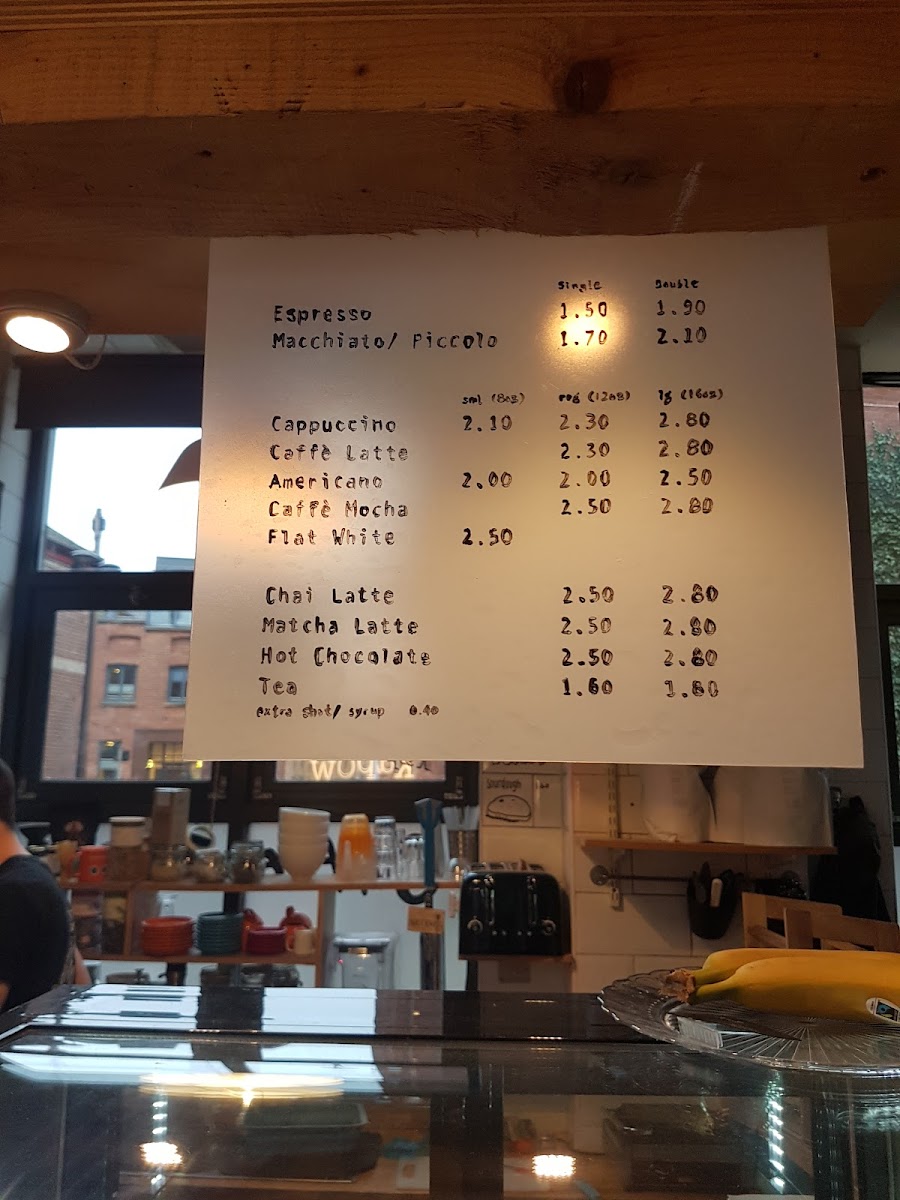 Single Double
Espresso 1.50 1.90
Macchiato/ Piccolo 1.70 2.10
sml (8oz) reg (12oz) lg (16oz)
Cappuccino 2.10 2.30 2.80
Caffè Latte 2.30 2.80
Americano 2.00 2.00 2.50
Caffè Mocha 2.50 2.80
Flat White 2.50
Chai Latte 2.50 2.80
Matcha Latte 2.50 2.80
Hot Chocolate 2.50 2.80
Tea 1.60 1.80
extra shot/ syrup 0.40
Sourdough